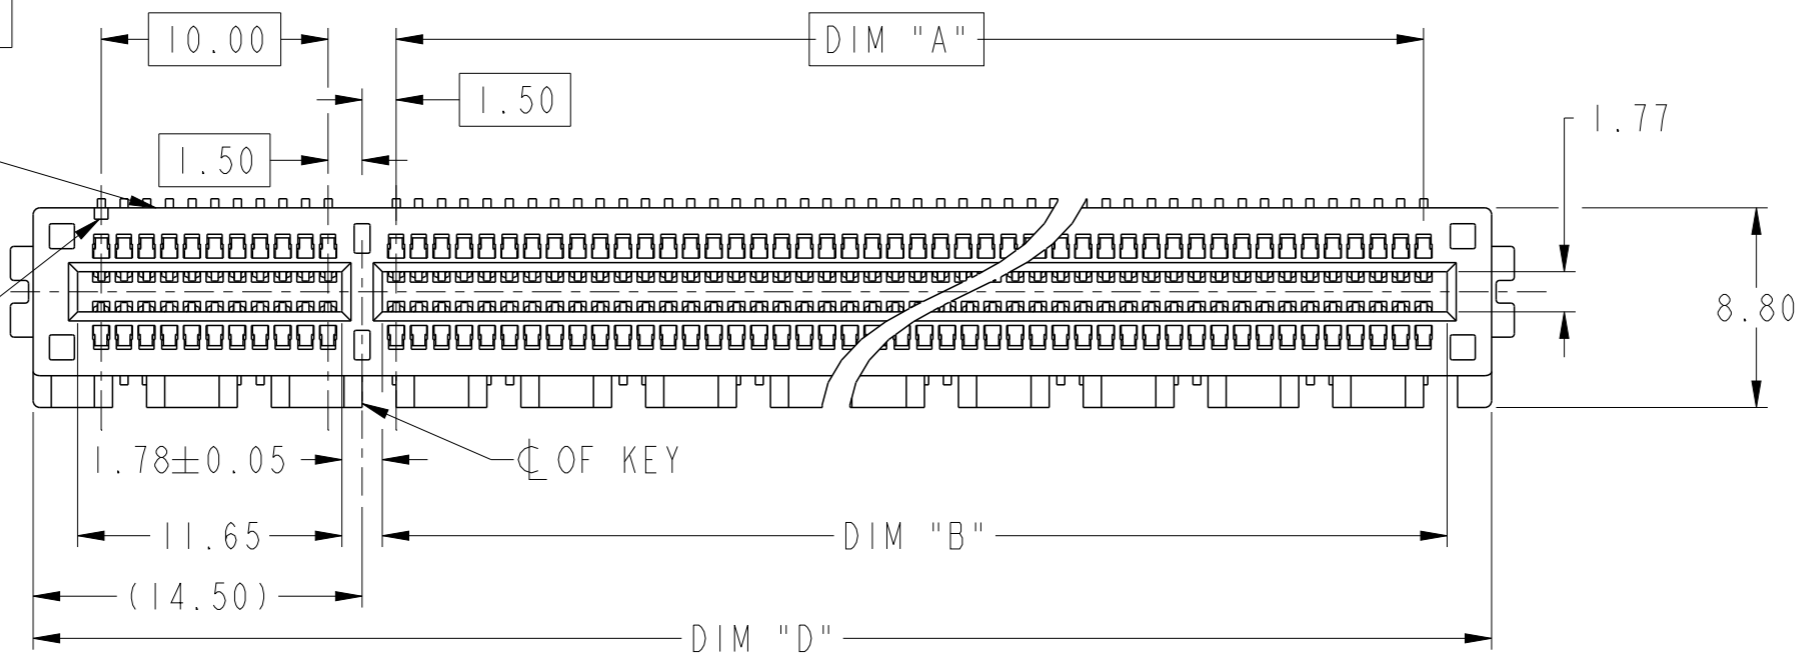 10.00
DIM "A"
1.50
1.77
1.50
8.80
1.78±0.05
℄ OF KEY
11.65
DIM "B"
(14.50)
DIM "D"